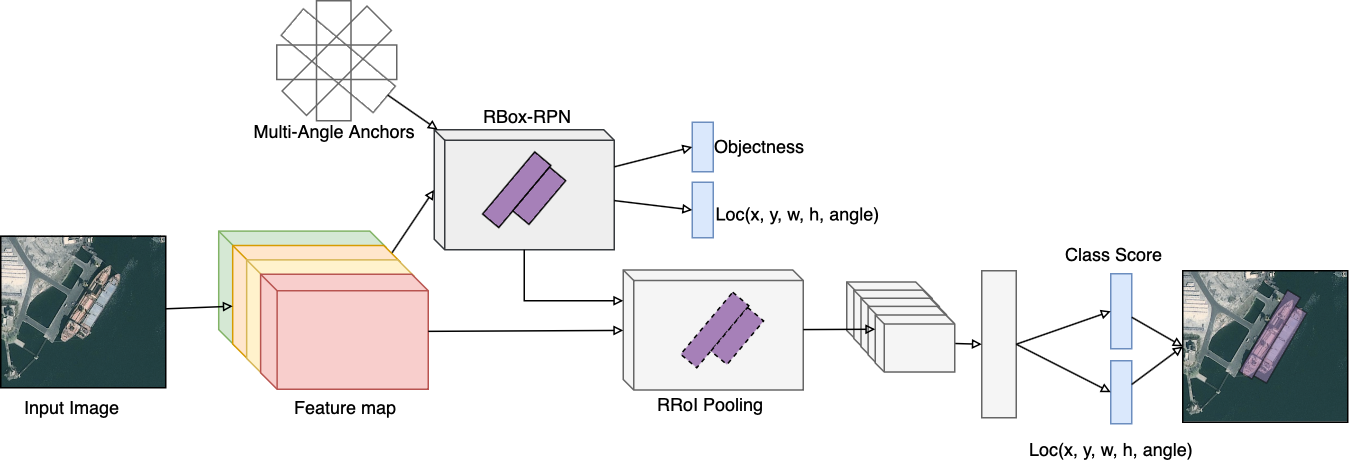 Multi-Angle Anchors
RBox-RPN
Objectness
Loc(x, y, w, h, angle)
Input Image
Feature map
RRoI Pooling
Class Score
Loc(x, y, w, h, angle)